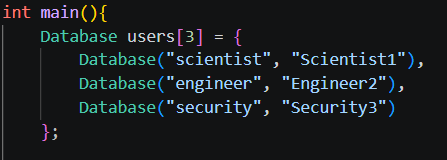 int main(){
    Database users[3] = {
        Database("scientist", "Scientist1"),
        Database("engineer", "Engineer2"),
        Database("security", "Security3")
    };